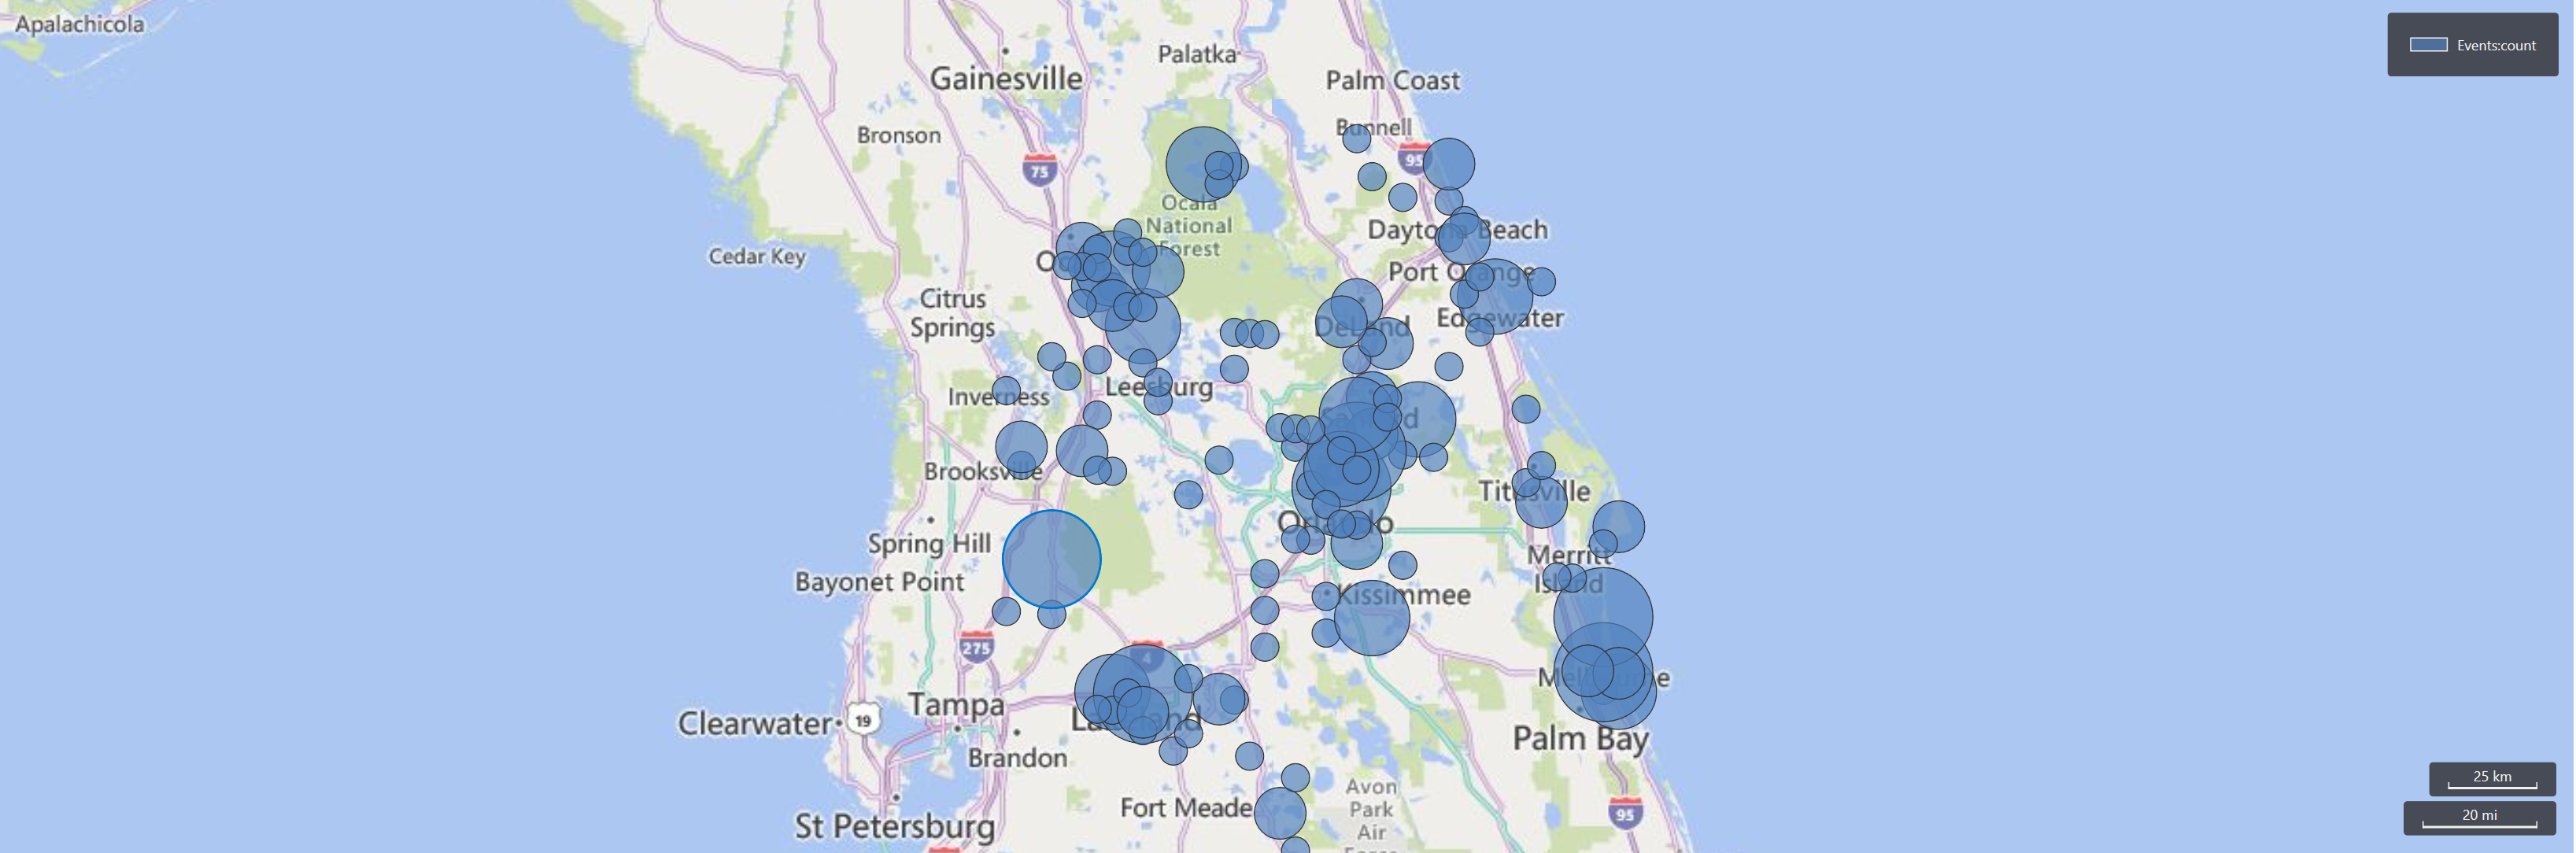 Apalachicola
Events:count
Palatka
Gainesville
Palm Coast
Bunnell
Bronson
95
75
Ocala
National
Forest
Daytona Beach
Cedar Key
Port Orange
Citrus
Springs
DeLand
Edgewater
Leesburg
Inverness
Brooksville
Titusville
Orlando
Spring Hill
Merritt
Island
Bayonet Point
Kissimmee
275
4
Melbourne
Tampa
Clearwater
19
Lakeland
Palm Bay
Brandon
25 km
Avon
Park
Air
Fort Meade
20 mi
95
St Petersburg